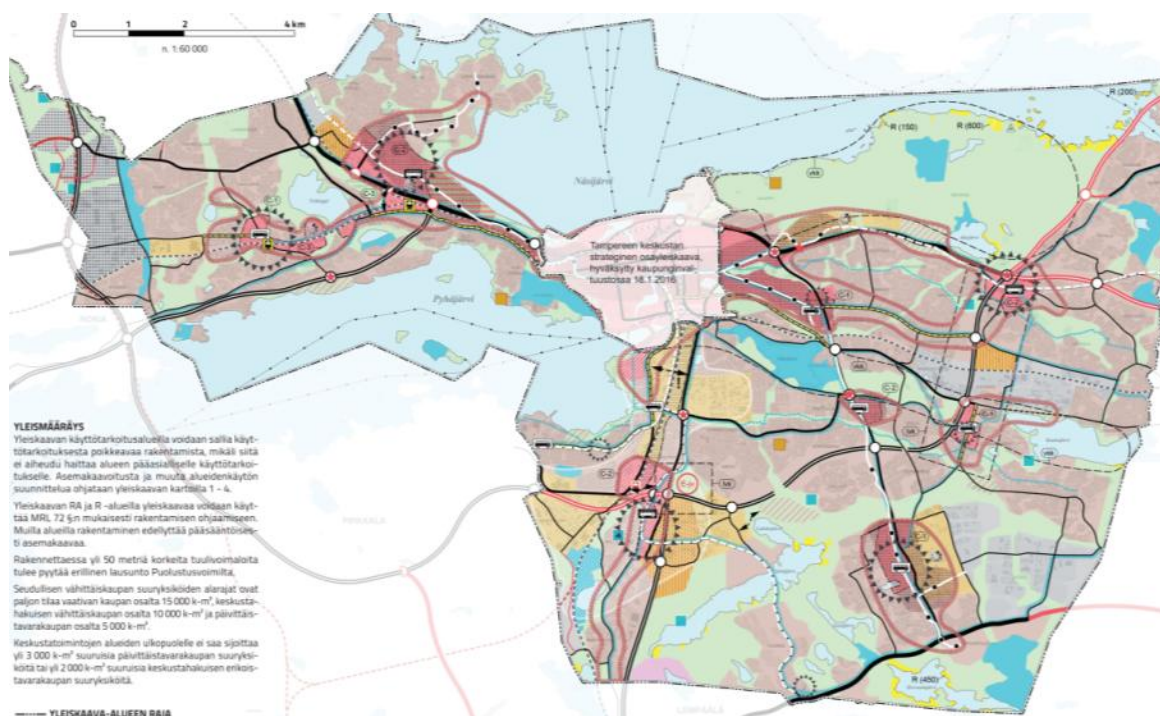 0 1 2 4 km
n. 1:60 000
R (200)
R (150)
R (600)
Näsijärvi
Tampereen keskustan
strateginen osayleiskaava,
hyväksytty kaupunginval-
tuustossa 18.1.2016
Pyhäjärvi
C-2
C-2
R (450)
PIRKKALA
LEMPÄÄLÄ
YLEISMÄÄRÄYS
Yleiskaavan käyttötarkoitusalueilla voidaan sallia käyt-
tötarkoituksesta poikkeavaa rakentamista, mikäli siitä
ei aiheudu haittaa alueen pääasialliselle käyttötarkoi-
tukselle. Asemakaavoitusta ja muuta alueidenkäytön
suunnittelua ohjataan yleiskaavan kartoilla 1 - 4.
Yleiskaavan RA ja R -alueilla yleiskaavaa voidaan käyt-
tää MRL 72 §:n mukaisesti rakentamisen ohjaamiseen.
Muilla alueilla rakentaminen edellyttää pääsääntöises-
ti asemakaavaa.
Rakennettaessa yli 50 metriä korkeita tuulivoimaloita
tulee pyytää erillinen lausunto Puolustusvoimilta.
Seudullisen vähittäiskaupan suuryksiköiden alarajat ovat
paljon tilaa vaativan kaupan osalta 15 000 k-m², keskusta-
hakuisen vähittäiskaupan osalta 10 000 k-m² ja päivittäis-
tavarakaupan osalta 5 000 k-m².
Keskustatoimintojen alueiden ulkopuolelle ei saa sijoittaa
yli 3 000 k-m² suuruisia päivittäistavarakaupan suuryksi-
köitä tai yli 2 000 k-m² suuruisia keskustahakuisen erikois-
tavarakaupan suuryksiköitä.
YLEISKAAVA-ALUEEN RAJA